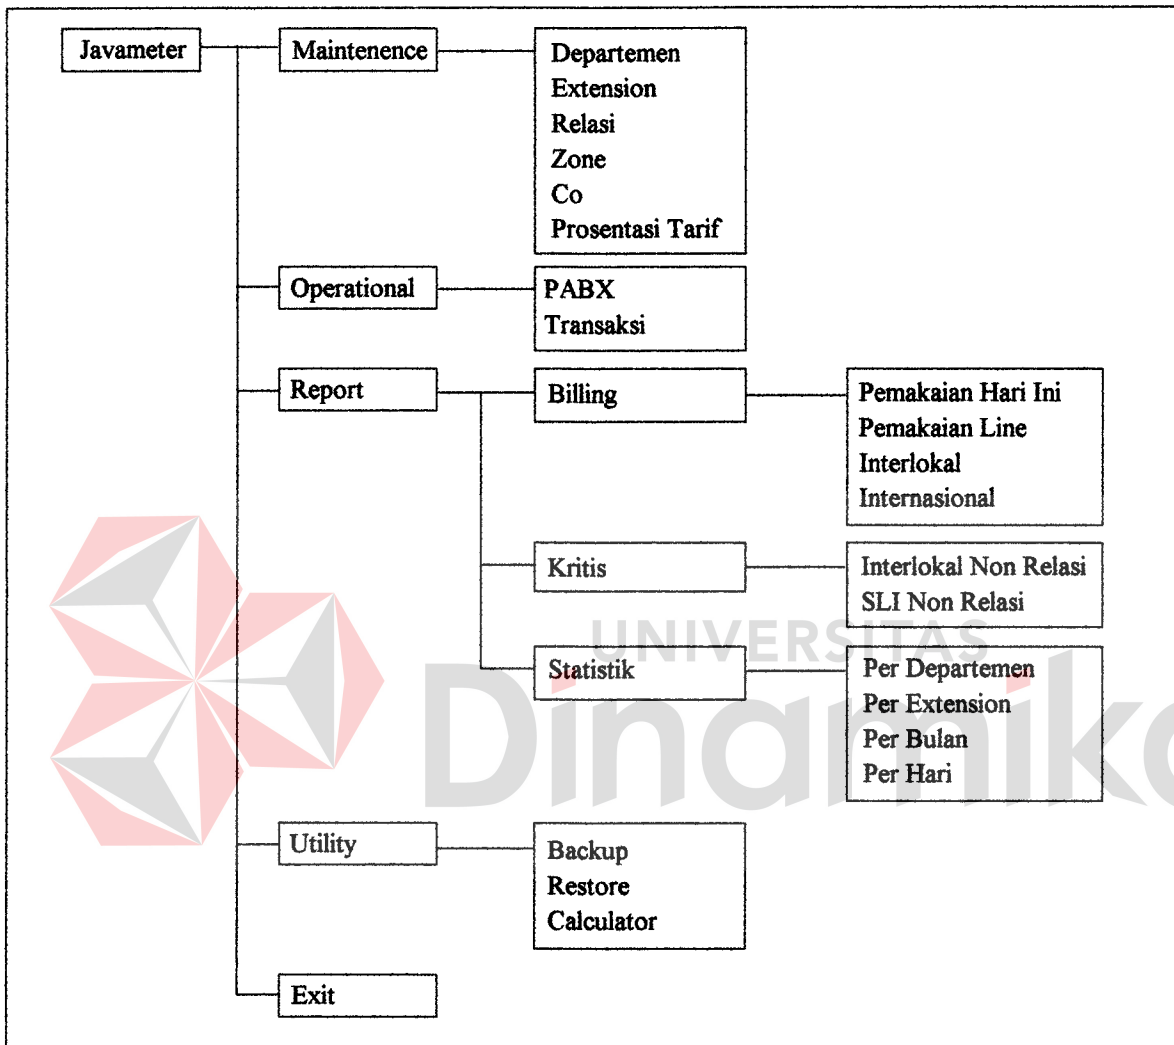 Javameter
Maintenence
Departemen
Extension
Relasi
Zone
Co
Prosentasi Tarif
Operational
PABX
Transaksi
Report
Billing
Pemakaian Hari Ini
Pemakaian Line
Interlokal
Internasional
Kritis
Interlokal Non Relasi
SLI Non Relasi
Statistik
Per Departemen
Per Extension
Per Bulan
Per Hari
UNIVERSITAS
Dinamika
Utility
Backup
Restore
Calculator
Exit